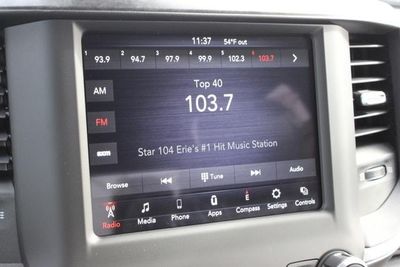 11:37 54°F out
1 2 3 4 5 6
93.9 94.7 97.9 99.9 102.3 103.7
AM
FM
Top 40
103.7
Star 104 Erie's #1 Hit Music Station
Browse Tune Audio
Radio Media Phone Apps E Compass Settings Controls